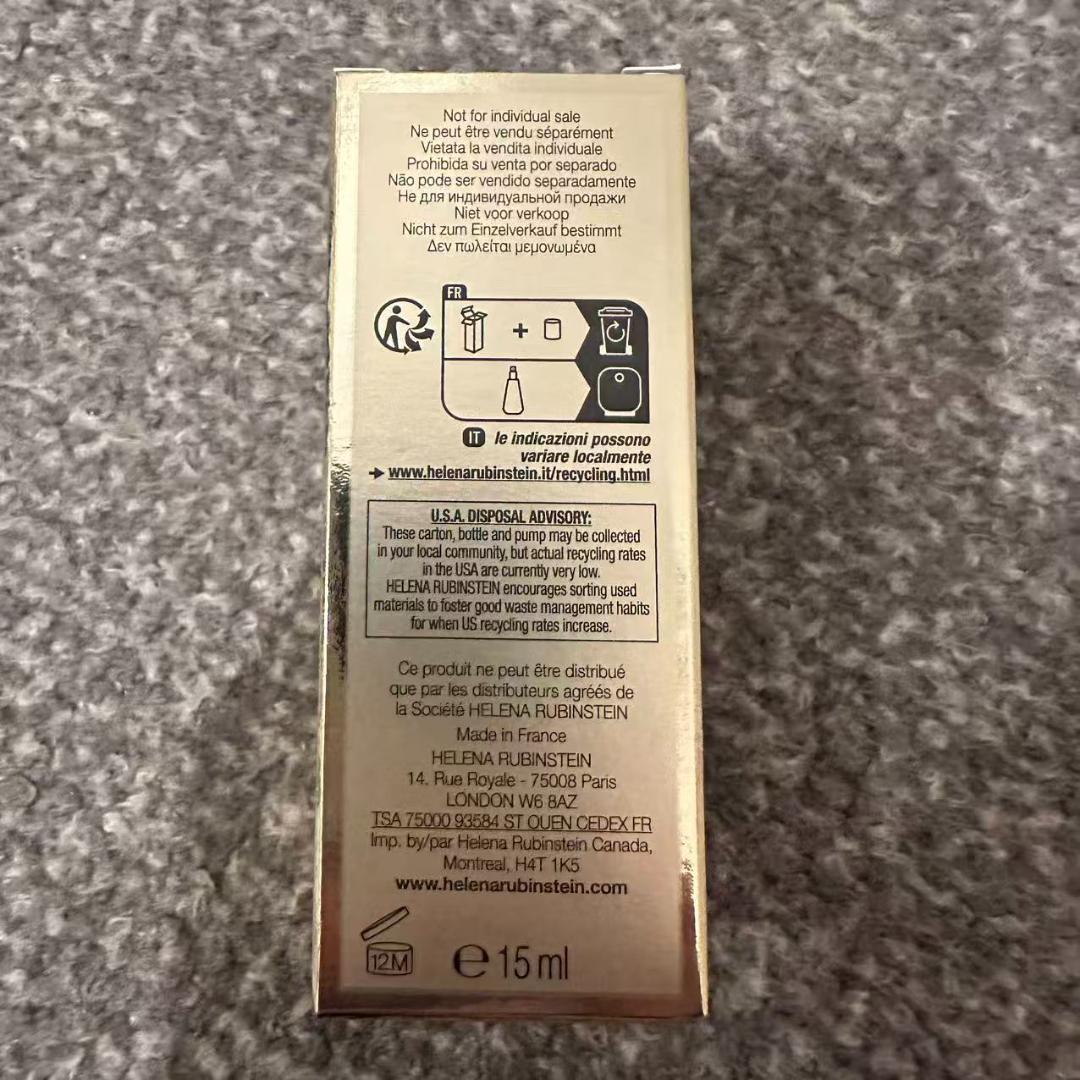 Not for individual sale
Ne peut être vendu séparément
Vietata la vendita individuale
Prohibida su venta por separado
Não pode ser vendido separadamente
Не для индивидуальной продажи
Niet voor verkoop
Nicht zum Einzelverkauf bestimmt
Δεν πωλείται μεμονωμένα
FR
+
IT le indicazioni possono
variare localmente
www.helenarubinstein.it/recycling.html
U.S.A. DISPOSAL ADVISORY:
These carton, bottle and pump may be collected
in your local community, but actual recycling rates
in the USA are currently very low.
HELENA RUBINSTEIN encourages sorting used
materials to foster good waste management habits
for when US recycling rates increase.
Ce produit ne peut être distribué
que par les distributeurs agréés de
la Société HELENA RUBINSTEIN
Made in France
HELENA RUBINSTEIN
14. Rue Royale - 75008 Paris
LONDON W6 8AZ
TSA 75000 93584 ST OUEN CEDEX FR
Imp. by/par Helena Rubinstein Canada,
Montreal, H4T 1K5
www.helenarubinstein.com
12M e 15 ml